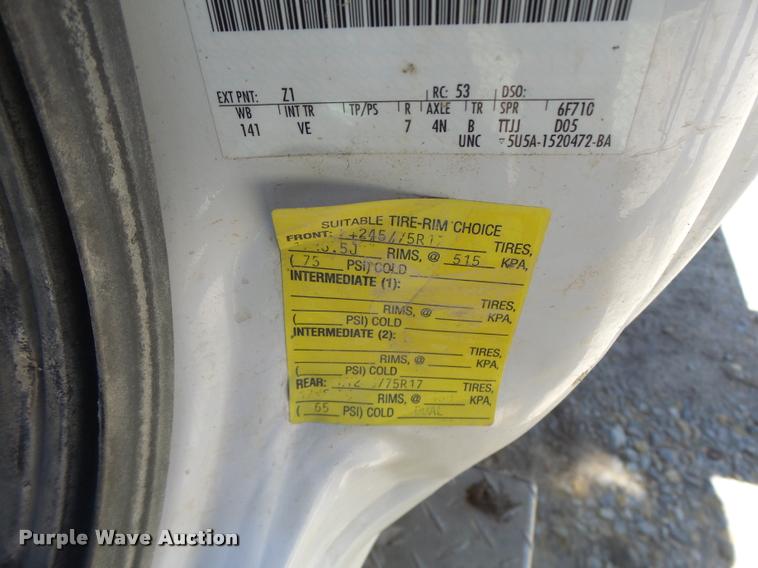 EXT PNT: Z1 RC: 53 DSO:
WB INT TR TP/PS R AXLE TR SPR 6F710
141 VE 7 4N B TTJJ D05
UNC 5U5A-1520472-BA
SUITABLE TIRE-RIM CHOICE
FRONT: TIRES,
RIMS, @ 515 KPA,
( 75 PSI) COLD
INTERMEDIATE (1):
TIRES,
RIMS, @ KPA,
( PSI) COLD
INTERMEDIATE (2):
TIRES,
RIMS, @ KPA,
( PSI) COLD
REAR: /75R17 TIRES,
RIMS, @ KPA,
( 65 PSI) COLD DUAL
Purple Wave Auction